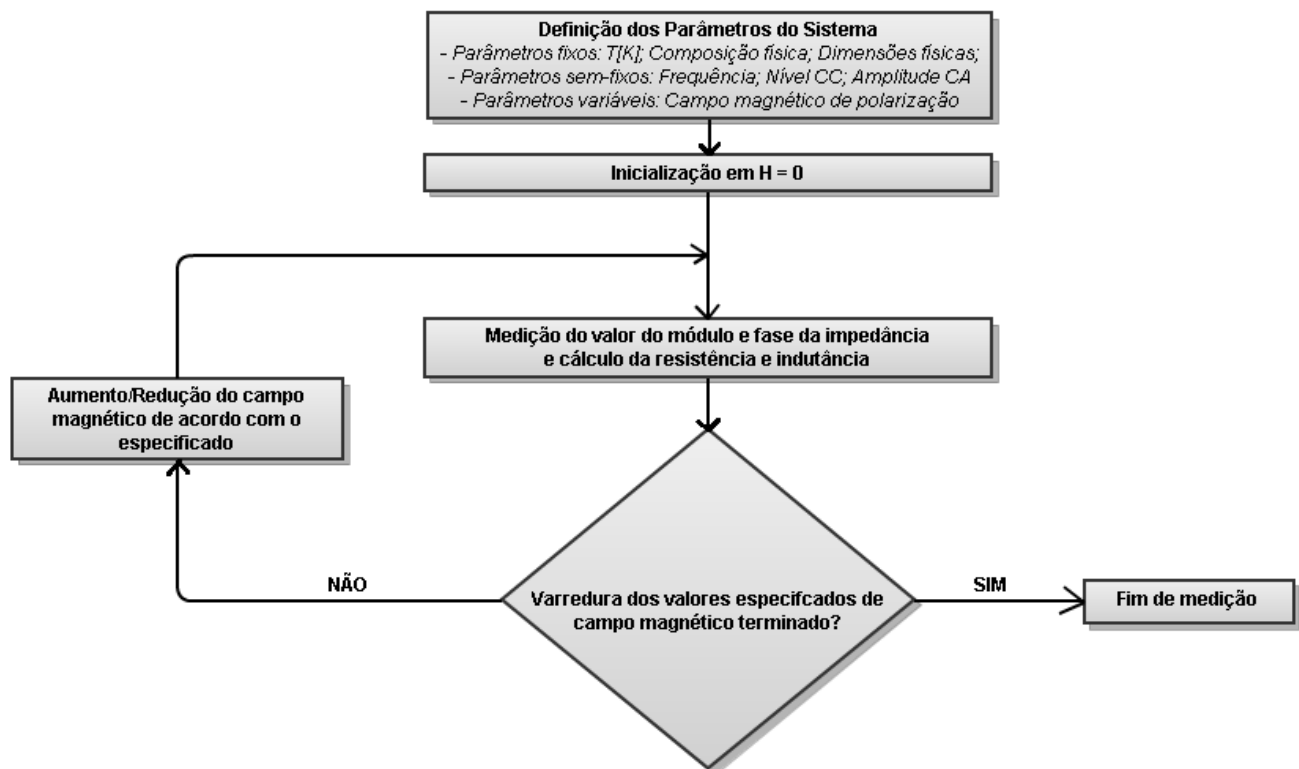 Definição dos Parâmetros do Sistema
- Parâmetros fixos: T[K]; Composição física; Dimensões físicas;
- Parâmetros sem-fixos: Frequência; Nível CC; Amplitude CA
- Parâmetros variáveis: Campo magnético de polarização
Inicialização em H = 0
Medição do valor do módulo e fase da impedância
e cálculo da resistência e indutância
Aumento/Redução do campo
magnético de acordo com o
especificado
NÃO
SIM
Varredura dos valores especifcados de
campo magnético terminado?
Fim de medição